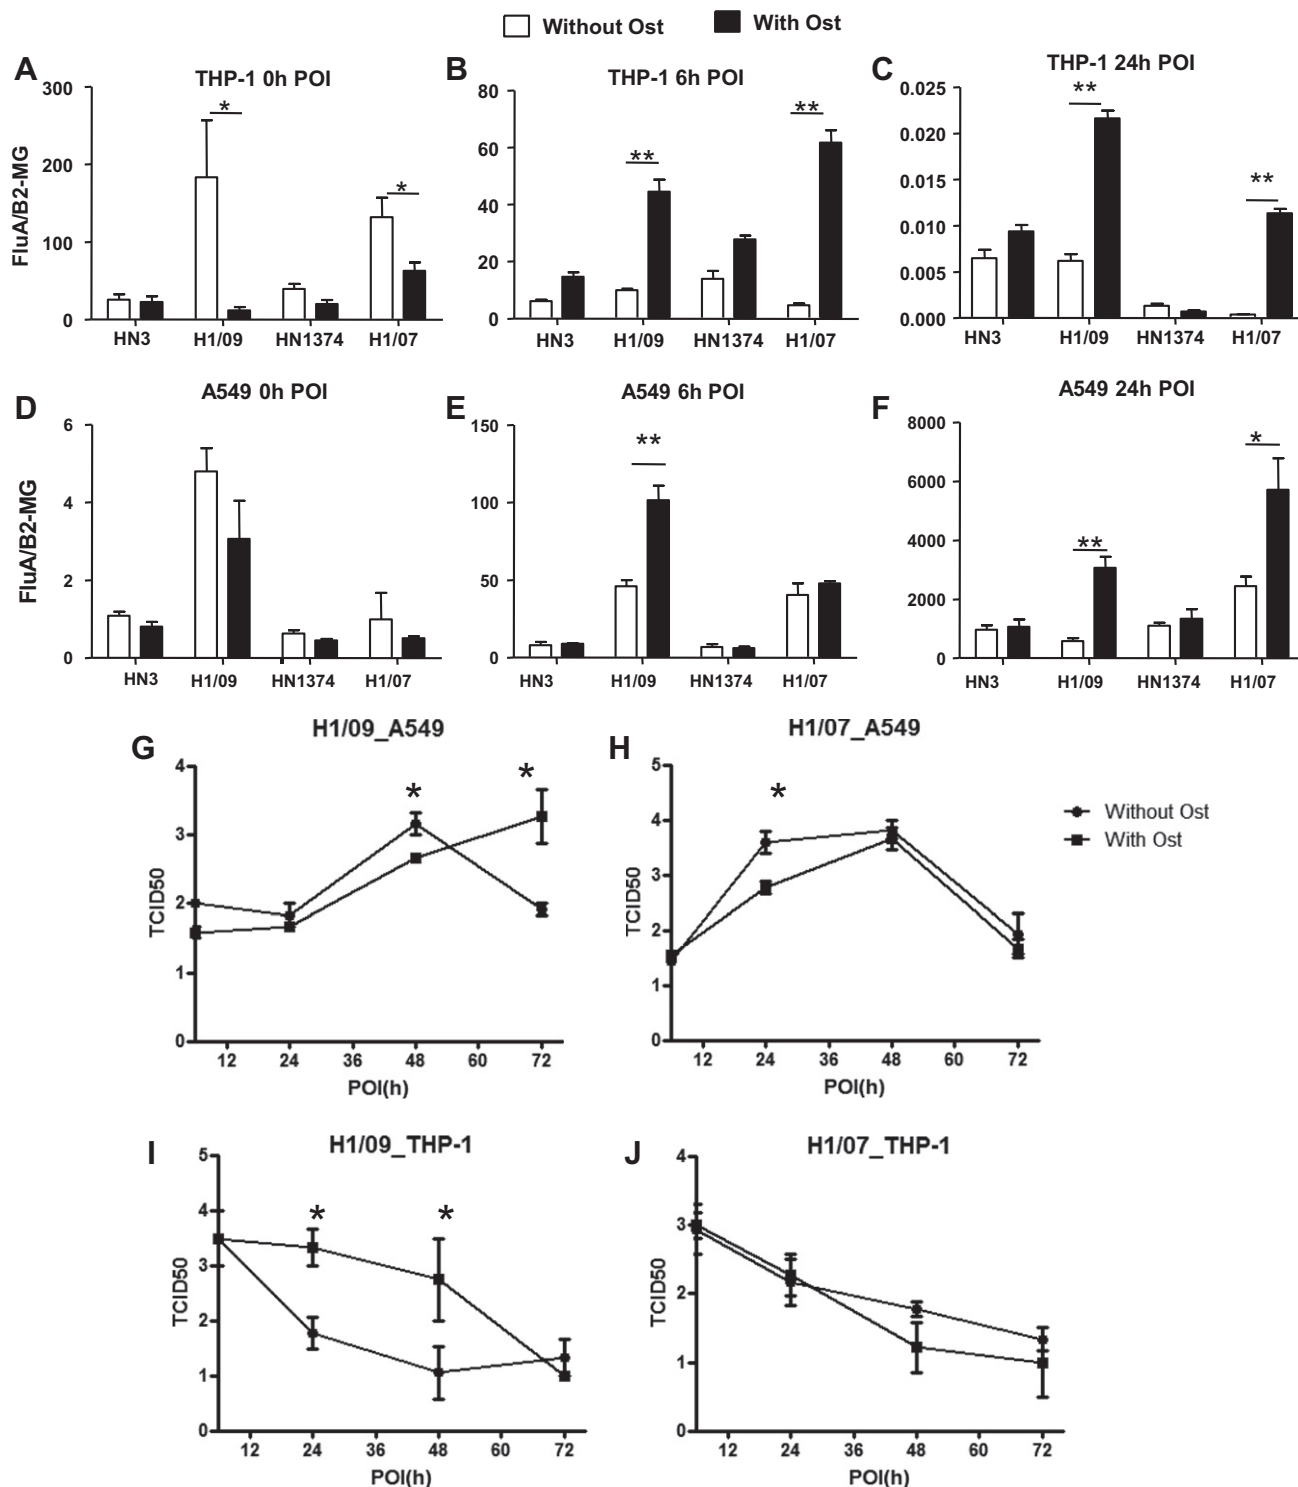 Without Ost With Ost
A B C
THP-1 0h POI THP-1 6h POI THP-1 24h POI
FluA/B2-MG
300
200
100
0
*
*
HN3 H1/09 HN1374 H1/07
80
60
40
20
0
**
**
HN3 H1/09 HN1374 H1/07
0.025
0.020
0.015
0.010
0.005
0.000
**
**
HN3 H1/09 HN1374 H1/07
D E F
A549 0h POI A549 6h POI A549 24h POI
FluA/B2-MG
6
4
2
0
HN3 H1/09 HN1374 H1/07
150
100
50
0
**
HN3 H1/09 HN1374 H1/07
8000
6000
4000
2000
0
**
*
HN3 H1/09 HN1374 H1/07
G
H1/09_A549
TCID50
4
3
2
1
0
*
*
12 24 36 48 60 72
POI(h)
H
H1/07_A549
TCID50
5
4
3
2
1
0
*
12 24 36 48 60 72
POI(h)
Without Ost
With Ost
I
H1/09_THP-1
TCID50
5
4
3
2
1
0
*
*
12 24 36 48 60 72
POI(h)
J
H1/07_THP-1
TCID50
4
3
2
1
0
12 24 36 48 60 72
POI(h)